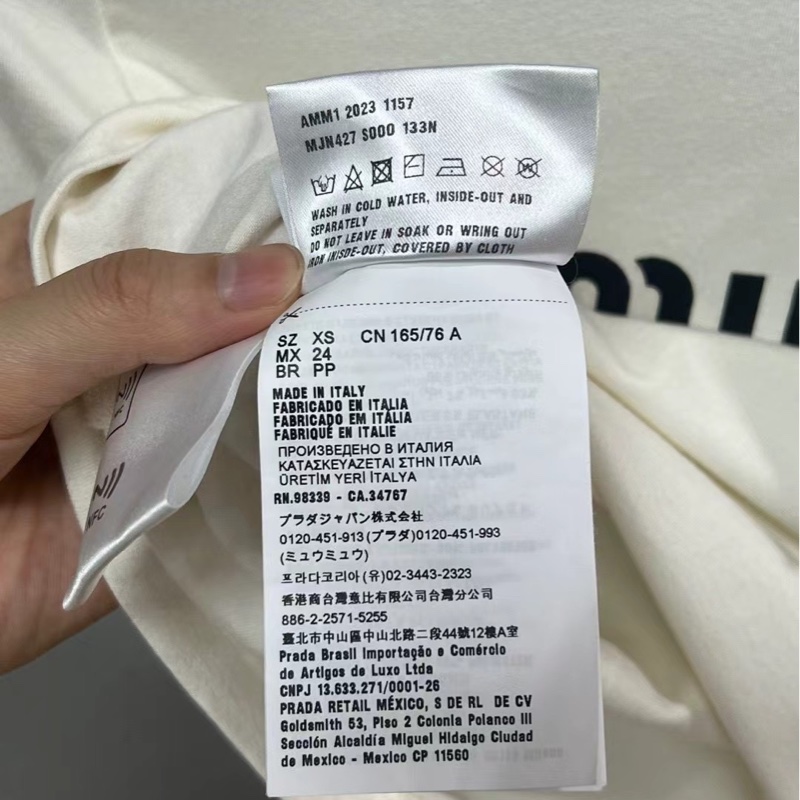 AMM1 2023 1157
MJN427 S000 133N
WASH IN COLD WATER, INSIDE-OUT AND
SEPARATELY
DO NOT LEAVE IN SOAK OR WRING OUT
IRON INISDE-OUT, COVERED BY CLOTH
SZ XS CN 165/76 A
MX 24
BR PP
MADE IN ITALY
FABRICADO EN ITALIA
FABRICADO EM ITÁLIA
FABRIQUÉ EN ITALIE
ПРОИЗВЕДЕНО В ИТАЛИЯ
ΚΑΤΑΣΚΕΥΑΖΕΤΑΙ ΣΤΗΝ ΙΤΑΛΙΑ
ÜRETİM YERİ İTALYA
RN.98339 - CA.34767
プラダジャパン株式会社
0120-451-913(プラダ)0120-451-993
(ミュウミュウ)
프라다코리아(유)02-3443-2323
香港商台灣意比有限公司台灣分公司
886-2-2571-5255
臺北市中山區中山北路二段44號12樓A室
Prada Brasil Importação e Comércio
de Artigos de Luxo Ltda
CNPJ 13.633.271/0001-26
PRADA RETAIL MÉXICO, S DE RL DE CV
Goldsmith 53, Piso 2 Colonia Polanco III
Sección Alcaldía Miguel Hidalgo Ciudad
de Mexico - Mexico CP 11560
NFC